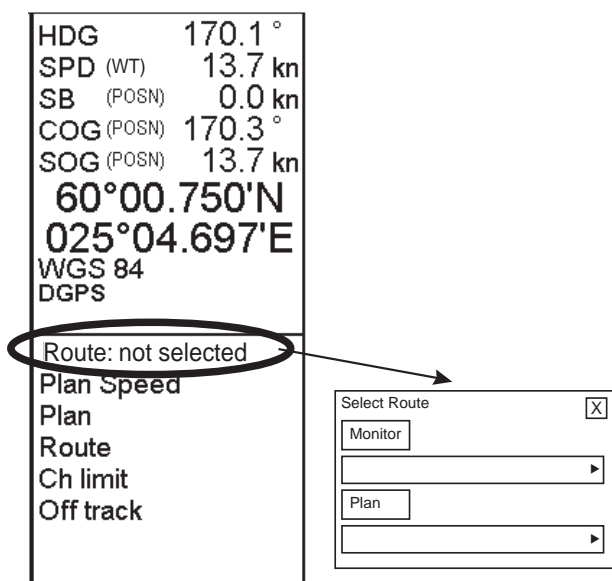 HDG 170.1°
SPD (WT) 13.7 kn
SB (POSN) 0.0 kn
COG (POSN) 170.3°
SOG (POSN) 13.7 kn
60°00.750'N
025°04.697'E
WGS 84
DGPS
Route: not selected
Plan Speed
Plan
Route
Ch limit
Off track
Select Route X
Monitor
Plan